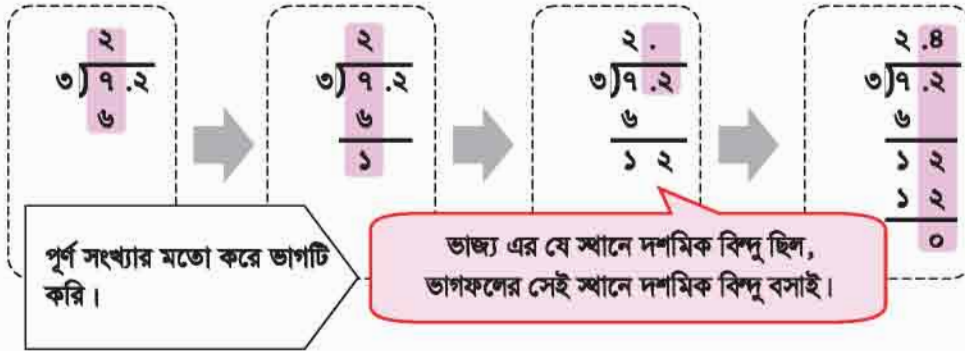 ২
৩) ৭ .২
৬
২
৩) ৭ .২
৬
১
২ .
৩) ৭ .২
৬
১ ২
২ .৪
৩) ৭ .২
৬
১ ২
১ ২
০
পূর্ণ সংখ্যার মতো করে ভাগটি
করি।
ভাজ্য এর যে স্থানে দশমিক বিন্দু ছিল,
ভাগফলের সেই স্থানে দশমিক বিন্দু বসাই।